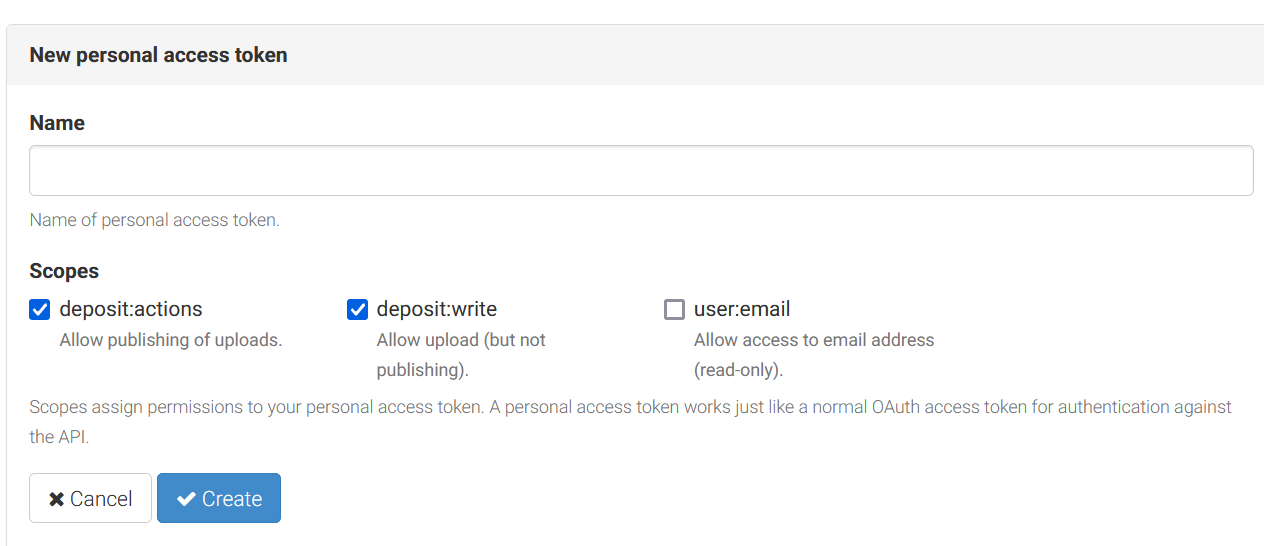 New personal access token
Name
Name of personal access token.
Scopes
deposit:actions
Allow publishing of uploads.
deposit:write
Allow upload (but not
publishing).
user:email
Allow access to email address
(read-only).
Scopes assign permissions to your personal access token. A personal access token works just like a normal OAuth access token for authentication against
the API.
Cancel
Create